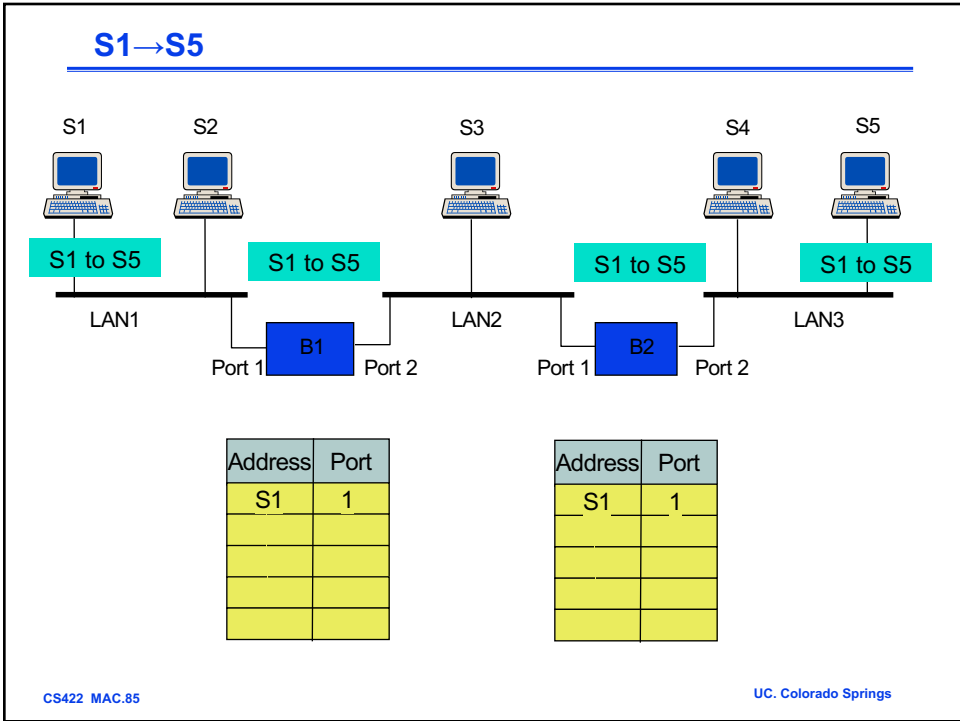 S1→S5
S1 S2 S3 S4 S5
S1 to S5 S1 to S5 S1 to S5 S1 to S5
LAN1 LAN2 LAN3
B1 B2
Port 1 Port 2 Port 1 Port 2
Address Port
S1 1
Address Port
S1 1
CS422 MAC.85
UC. Colorado Springs